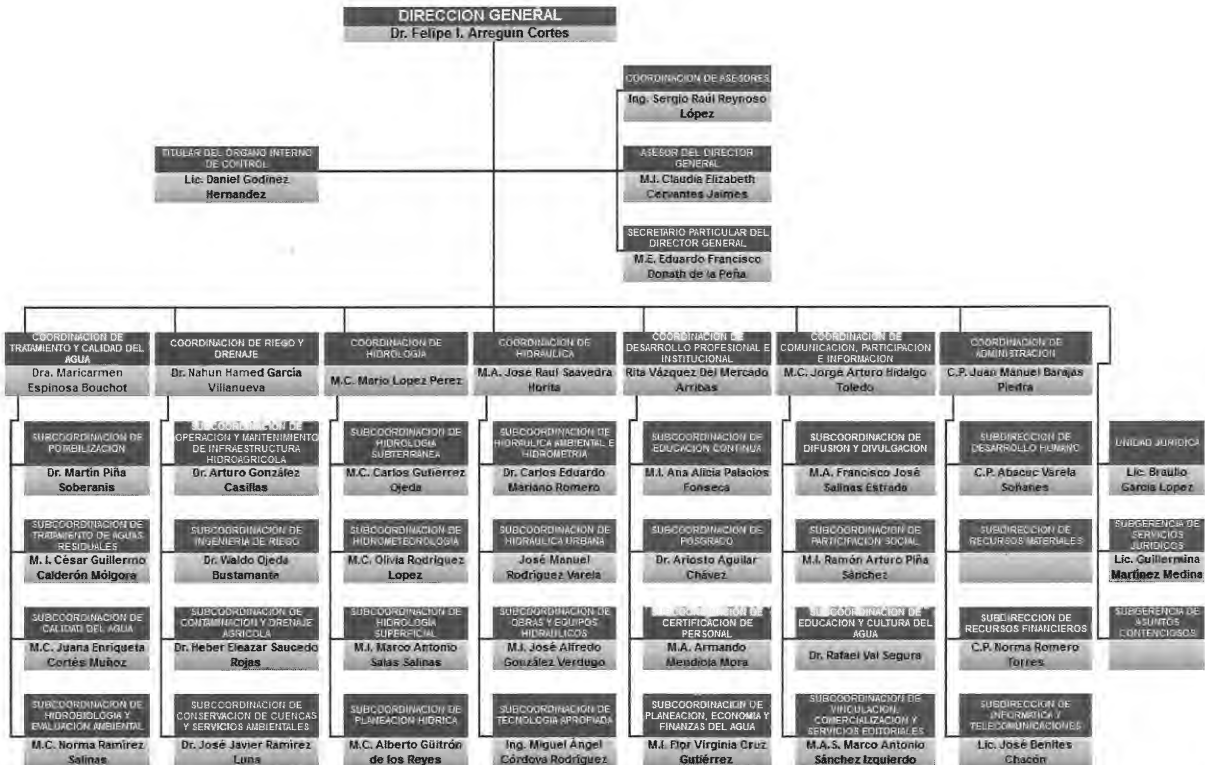 DIRECCION GENERAL
Dr. Felipe I. Arreguin Cortes
COORDINACION DE ASESORES
Ing. Sergio Raúl Reynoso
López
TITULAR DEL ÓRGANO INTERNO
DE CONTROL
Lic. Daniel Godinez
Hernandez
ASESOR DEL DIRECTOR
GENERAL
M.I. Claudia Elizabeth
Cervantes Jaimes
SECRETARIO PARTICULAR DEL
DIRECTOR GENERAL
M.E. Eduardo Francisco
Donath de la Peña
COORDINACION DE
TRATAMIENTO Y CALIDAD DEL
AGUA
Dra. Maricarmen
Espinosa Bouchot
SUBCOORDINACION DE
POTABILIZACION
Dr. Martín Piña
Soberanis
SUBCOORDINACION DE
TRATAMIENTO DE AGUAS
RESIDUALES
M. I. César Guillermo
Calderón Mólgora
SUBCOORDINACION DE
CALIDAD DEL AGUA
M.C. Juana Enriqueta
Cortés Muñoz
SUBCOORDINACION DE
HIDROBIOLOGIA Y
EVALUACION AMBIENTAL
M.C. Norma Ramírez
Salinas
COORDINACION DE RIEGO Y
DRENAJE
Dr. Nahun Hamed García
Villanueva
SUBCOORDINACION DE
OPERACION Y MANTENIMIENTO
DE INFRAESTRUCTURA
HIDROAGRICOLA
Dr. Arturo González
Casillas
SUBCOORDINACION DE
INGENIERIA DE RIEGO
Dr. Waldo Ojeda
Bustamante
SUBCOORDINACION DE
CONTAMINACION Y DRENAJE
AGRICOLA
Dr. Heber Eleazar Saucedo
Rojas
SUBCOORDINACION DE
CONSERVACION DE CUENCAS
Y SERVICIOS AMBIENTALES
Dr. José Javier Ramírez
Luna
COORDINACION DE
HIDROLOGIA
M.C. Mario Lopez Perez
SUBCOORDINACION DE
HIDROLOGIA
SUBTERRANEA
M.C. Carlos Gutierrez
Ojeda
SUBCOORDINACION DE
HIDROMETEOROLOGIA
M.C. Olivia Rodríguez
Lopez
SUBCOORDINACION DE
HIDROLOGIA
SUPERFICIAL
M.I. Marco Antonio
Salas Salinas
SUBCOORDINACION DE
PLANEACION HIDRICA
M.C. Alberto Güitrón
de los Reyes
COORDINACION DE
HIDRAULICA
M.A. José Raúl Saavedra
Horita
SUBCOORDINACION DE
HIDRAULICA AMBIENTAL E
HIDROMETRIA
Dr. Carlos Eduardo
Mariano Romero
SUBCOORDINACION DE
HIDRAULICA URBANA
José Manuel
Rodríguez Varela
SUBCOORDINACION DE
OBRAS Y EQUIPOS
HIDRAULICOS
M.I. José Alfredo
González Verdugo
SUBCOORDINACION DE
TECNOLOGIA APROPIADA
Ing. Miguel Ángel
Córdova Rodríguez
COORDINACION DE
DESARROLLO PROFESIONAL E
INSTITUCIONAL
Rita Vázquez Del Mercado
Arribas
SUBCOORDINACION DE
EDUCACION CONTINUA
M.I. Ana Alicia Palacios
Fonseca
SUBCOORDINACION DE
POSGRADO
Dr. Ariosto Aguilar
Chávez
SUBCOORDINACION DE
CERTIFICACION DE
PERSONAL
M.A. Armando
Mendiola Mora
SUBCOORDINACION DE
PLANEACION, ECONOMIA Y
FINANZAS DEL AGUA
M.I. Flor Virginia Cruz
Gutiérrez
COORDINACION DE
COMUNICACION, PARTICIPACION
E INFORMACION
M.C. Jorge Arturo Hidalgo
Toledo
SUBCOORDINACION DE
DIFUSION Y DIVULGACION
M.A. Francisco José
Salinas Estrada
SUBCOORDINACION DE
PARTICIPACION SOCIAL
M.I. Ramón Arturo Piña
Sánchez
SUBCOORDINACION DE
EDUCACION Y CULTURA DEL
AGUA
Dr. Rafael Val Segura
SUBCOORDINACION DE
VINCULACION,
COMERCIALIZACION Y
SERVICIOS EDITORIALES
M.A.S. Marco Antonio
Sánchez Izquierdo
COORDINACION DE
ADMINISTRACION
C.P. Juan Manuel Barajas
Piedra
SUBDIRECCION DE
DESARROLLO HUMANO
C.P. Abacuc Varela
Soñanes
SUBDIRECCION DE
RECURSOS MATERIALES
SUBDIRECCION DE
RECURSOS FINANCIEROS
C.P. Norma Romero
Torres
SUBDIRECCION DE
INFORMATICA Y
TELECOMUNICACIONES
Lic. José Benites
Chacón
UNIDAD JURIDICA
Lic. Braulio
García Lopez
SUBGERENCIA DE
SERVICIOS
JURIDICOS
Lic. Guillermina
Martínez Medina
SUBGERENCIA DE
ASUNTOS
CONTENCIOSOS